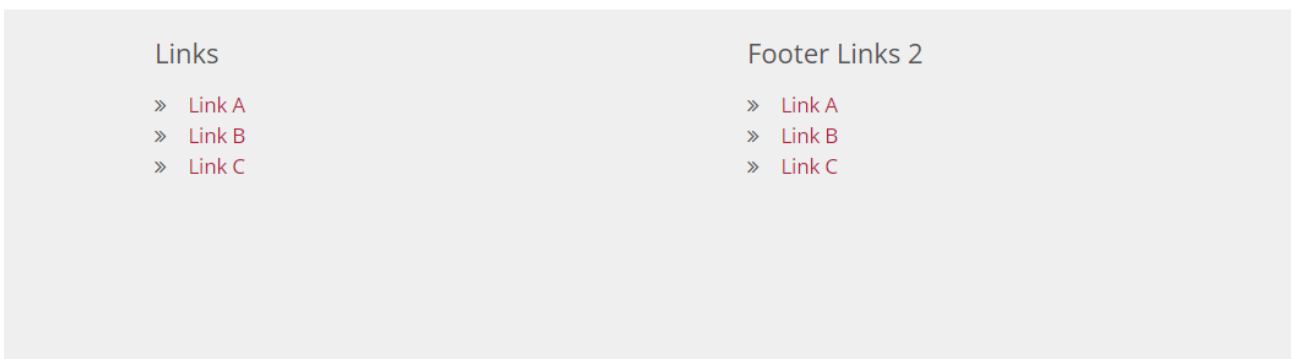 Links
» Link A
» Link B
» Link C
Footer Links 2
» Link A
» Link B
» Link C